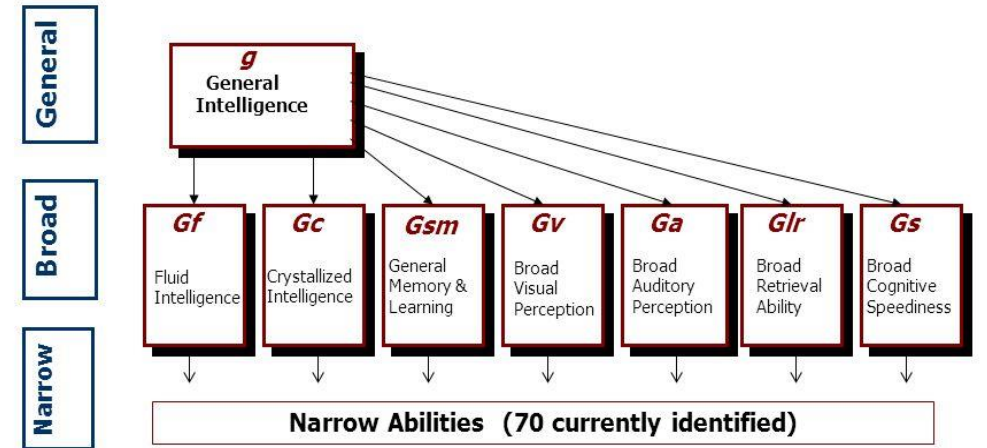 General
g
General
Intelligence
Broad
Gf
Fluid
Intelligence
Gc
Crystallized
Intelligence
Gsm
General
Memory &
Learning
Gv
Broad
Visual
Perception
Ga
Broad
Auditory
Perception
Glr
Broad
Retrieval
Ability
Gs
Broad
Cognitive
Speediness
Narrow
Narrow Abilities (70 currently identified)